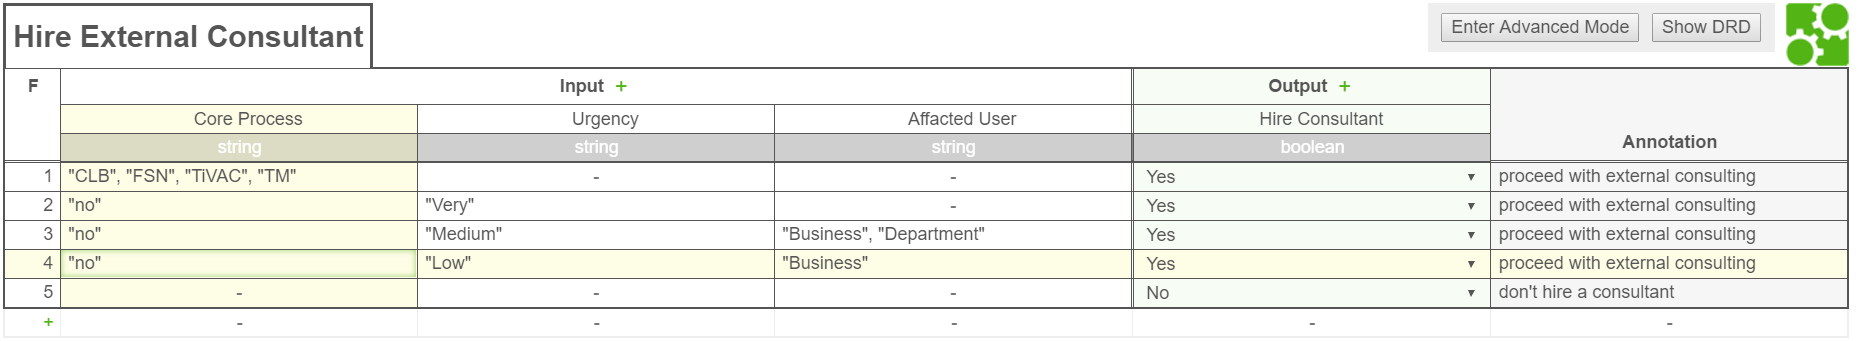 Hire External Consultant
Enter Advanced Mode Show DRD
F Input + Output +
Core Process Urgency Affacted User Hire Consultant
string string string boolean Annotation
1 "CLB", "FSN", "TiVAC", "TM" - - Yes ▼ proceed with external consulting
2 "no" "Very" - Yes ▼ proceed with external consulting
3 "no" "Medium" "Business", "Department" Yes ▼ proceed with external consulting
4 "no" "Low" "Business" Yes ▼ proceed with external consulting
5 - - - No ▼ don't hire a consultant
+ - - - - -